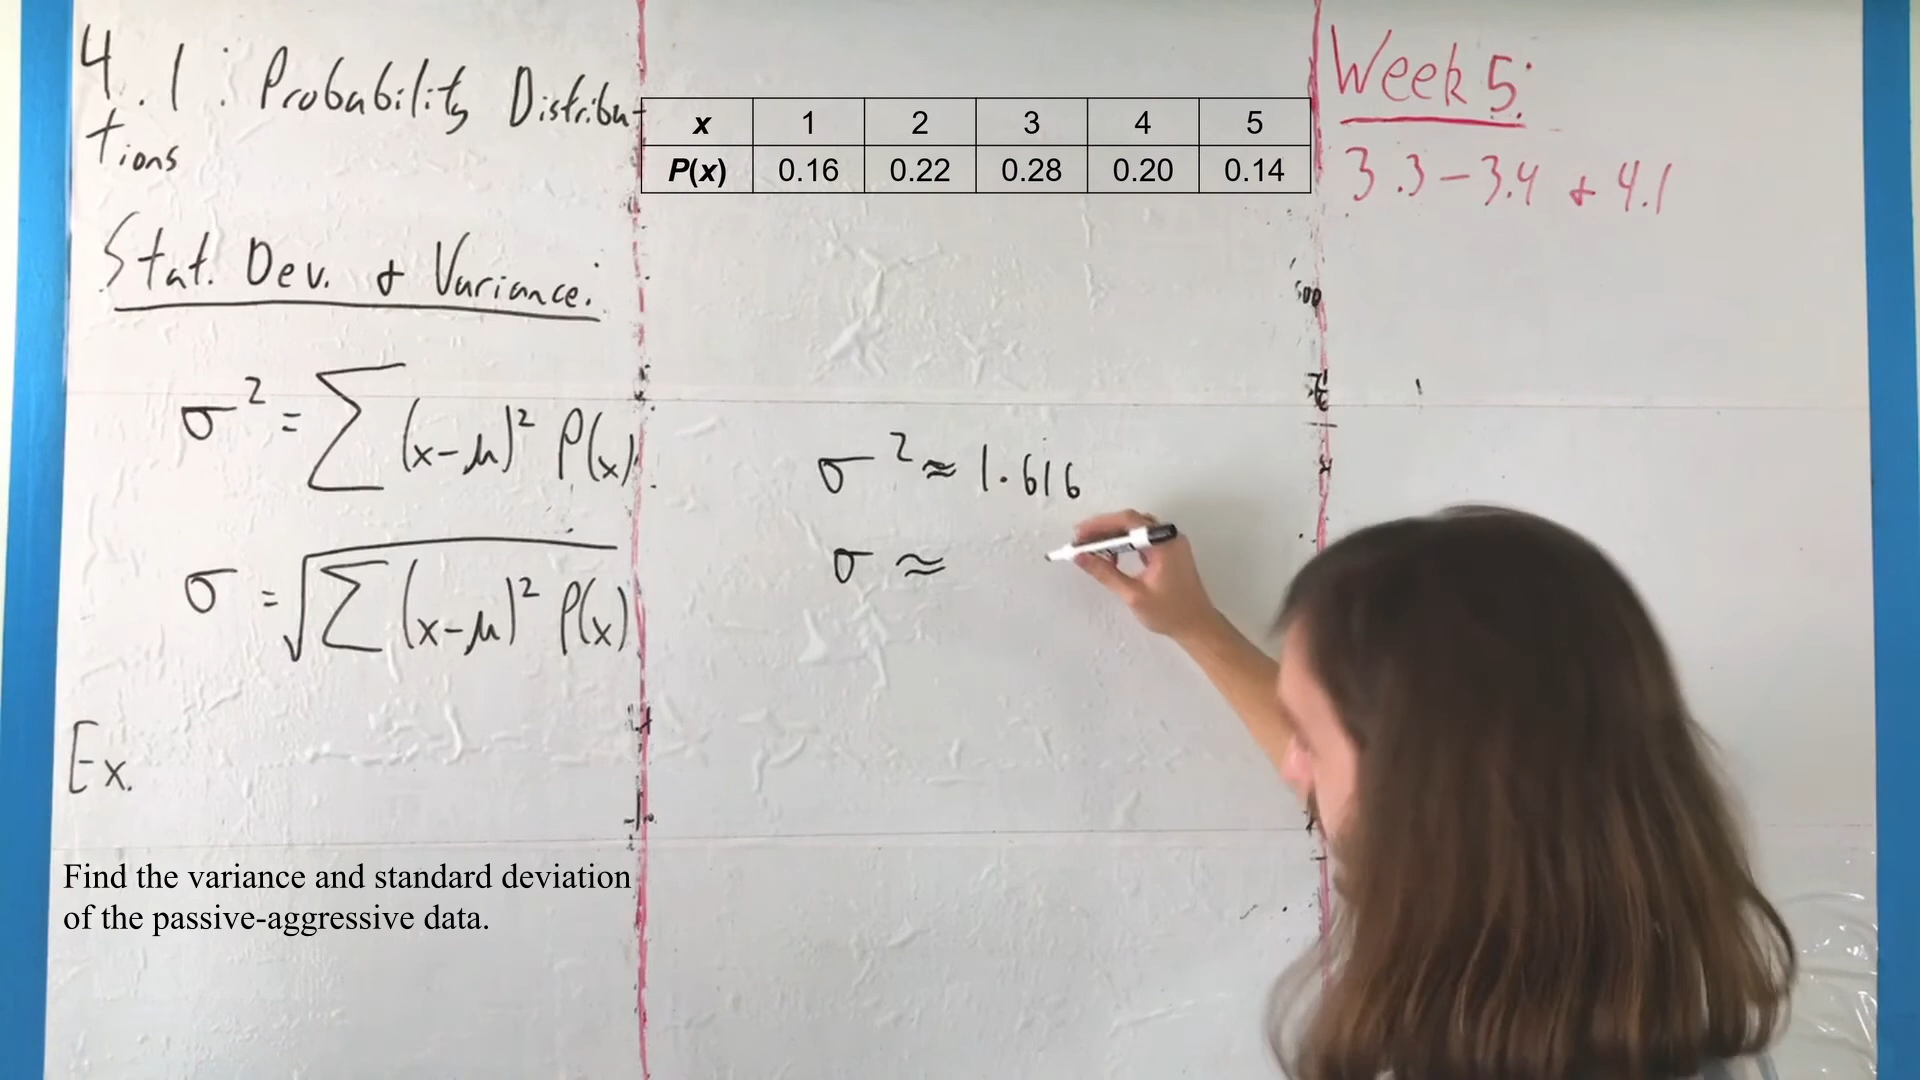 4.1: Probability Distribu-
tions
x 1 2 3 4 5
P(x) 0.16 0.22 0.28 0.20 0.14
Week 5:
3.3-3.4 + 4.1
Stat. Dev. + Variance:
σ² = ∑(x-μ)² P(x)
σ = √∑(x-μ)² P(x)
σ² ≈ 1.616
σ ≈
Ex.
Find the variance and standard deviation
of the passive-aggressive data.